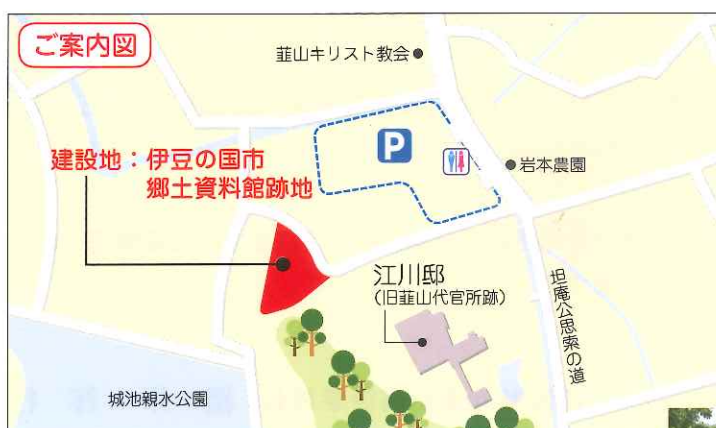 ご案内図
韮山キリスト教会
建設地：伊豆の国市
郷土資料館跡地
P
岩本農園
江川邸
（旧韮山代官所跡）
坦庵公思索の道
城池親水公園